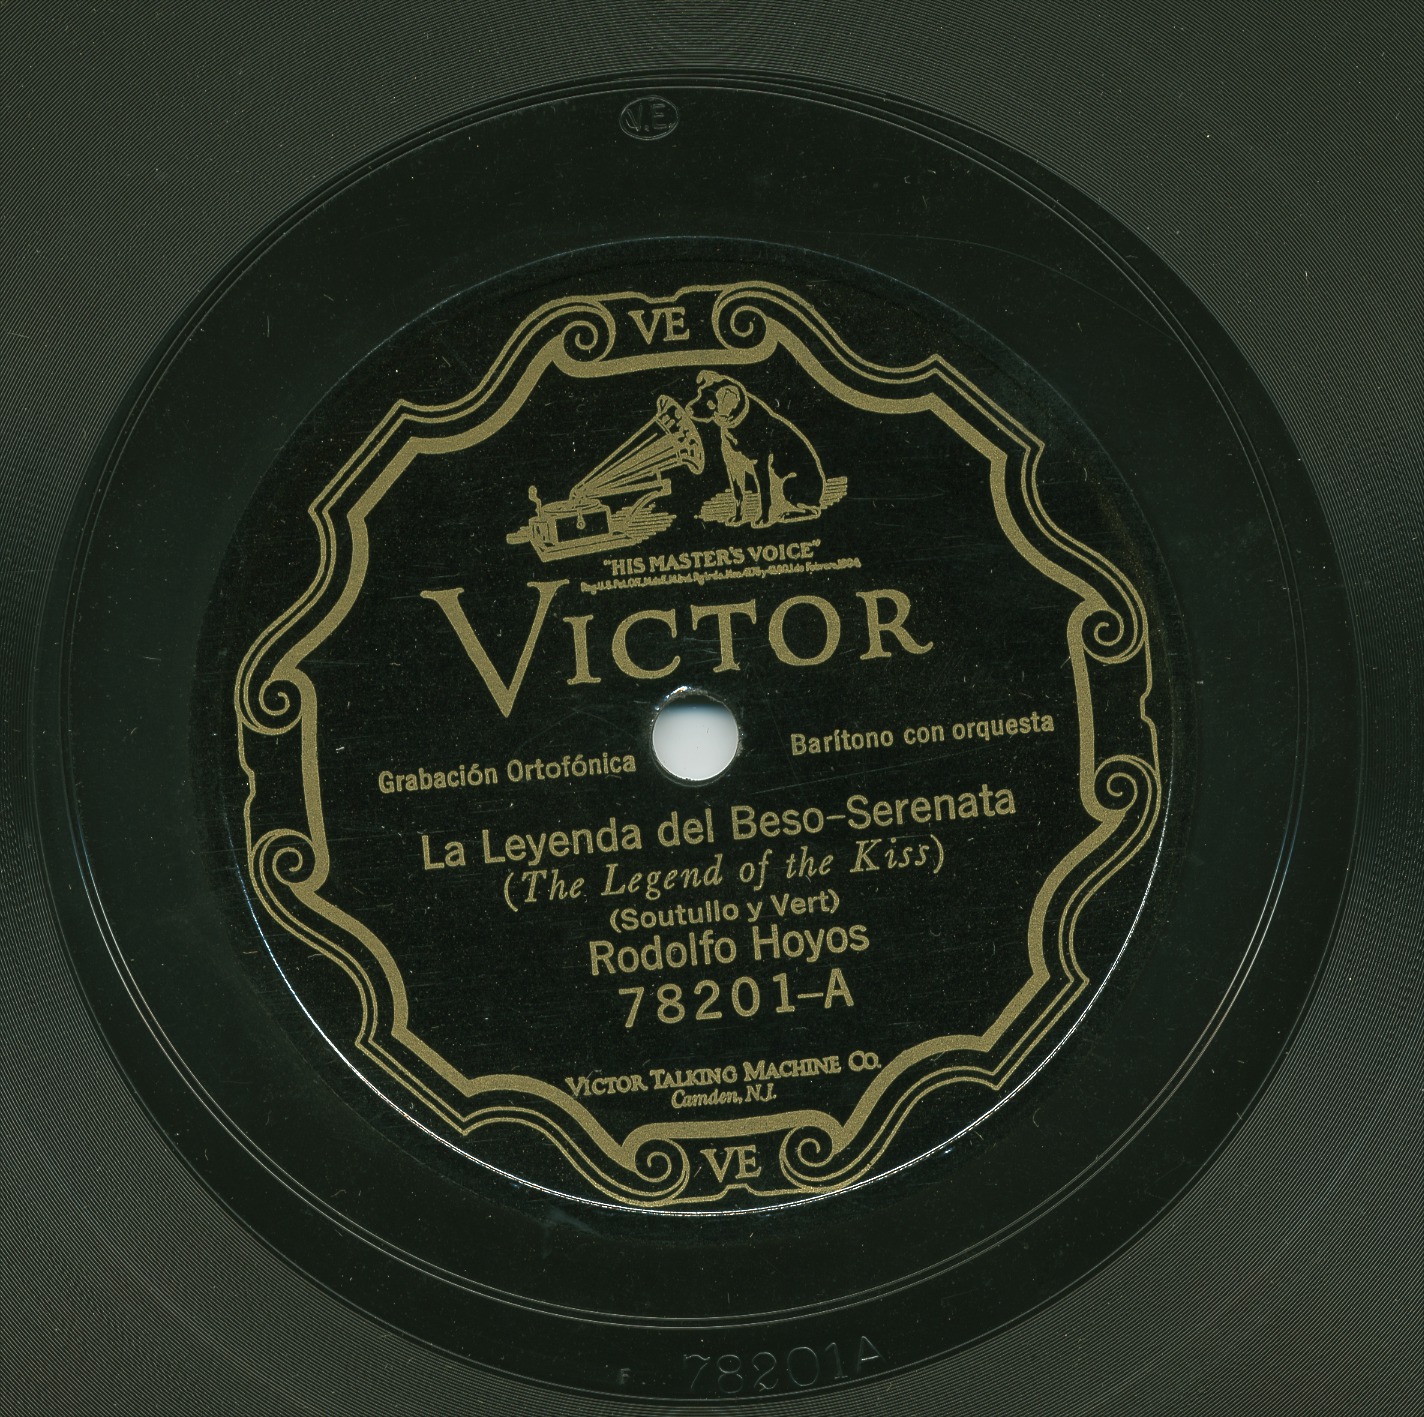 V.E.
VE
"HIS MASTER'S VOICE"
VICTOR
Grabación Ortofónica
Barítono con orquesta
La Leyenda del Beso-Serenata
(The Legend of the Kiss)
(Soutullo y Vert)
Rodolfo Hoyos
78201-A
VICTOR TALKING MACHINE CO.
Camden, N.J.
VE
F 78201A